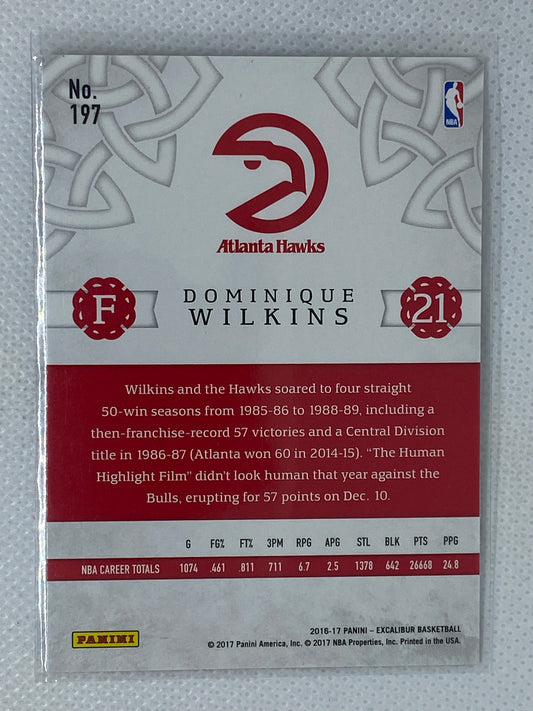 No.
197
NBA
Atlanta Hawks
F
DOMINIQUE
WILKINS
21
Wilkins and the Hawks soared to four straight
50-win seasons from 1985-86 to 1988-89, including a
then-franchise-record 57 victories and a Central Division
title in 1986-87 (Atlanta won 60 in 2014-15). “The Human
Highlight Film” didn’t look human that year against the
Bulls, erupting for 57 points on Dec. 10.
G FG% FT% 3PM RPG APG STL BLK PTS PPG
NBA CAREER TOTALS 1074 .461 .811 711 6.7 2.5 1378 642 26668 24.8
PANINI
2016-17 PANINI – EXCALIBUR BASKETBALL
© 2017 Panini America, Inc. © 2017 NBA Properties, Inc. Printed in the USA.